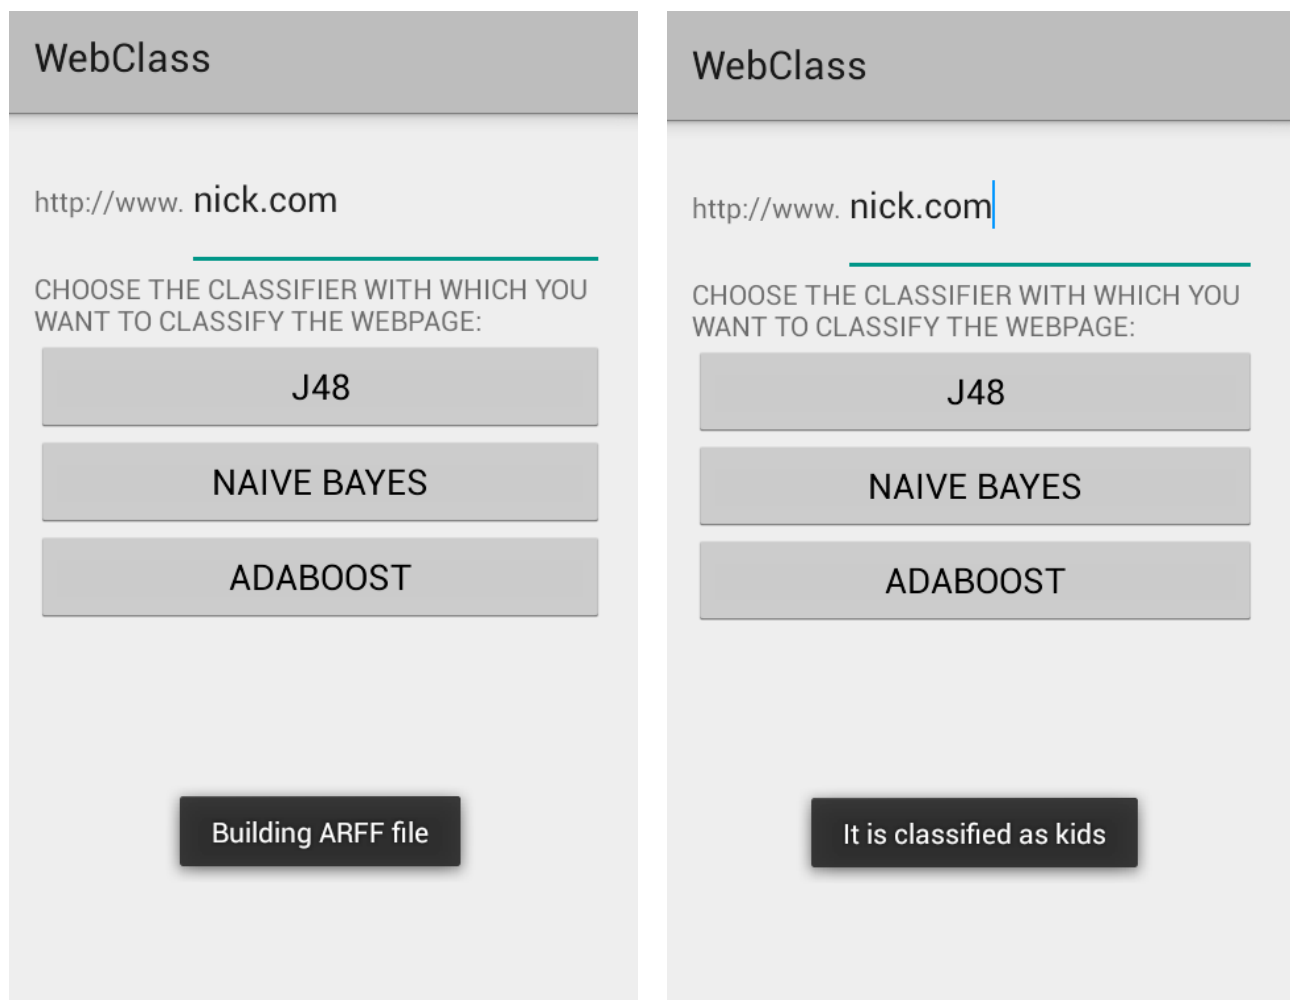 WebClass
http://www. nick.com
CHOOSE THE CLASSIFIER WITH WHICH YOU
WANT TO CLASSIFY THE WEBPAGE:
J48
NAIVE BAYES
ADABOOST
Building ARFF file
WebClass
http://www. nick.com
CHOOSE THE CLASSIFIER WITH WHICH YOU
WANT TO CLASSIFY THE WEBPAGE:
J48
NAIVE BAYES
ADABOOST
It is classified as kids